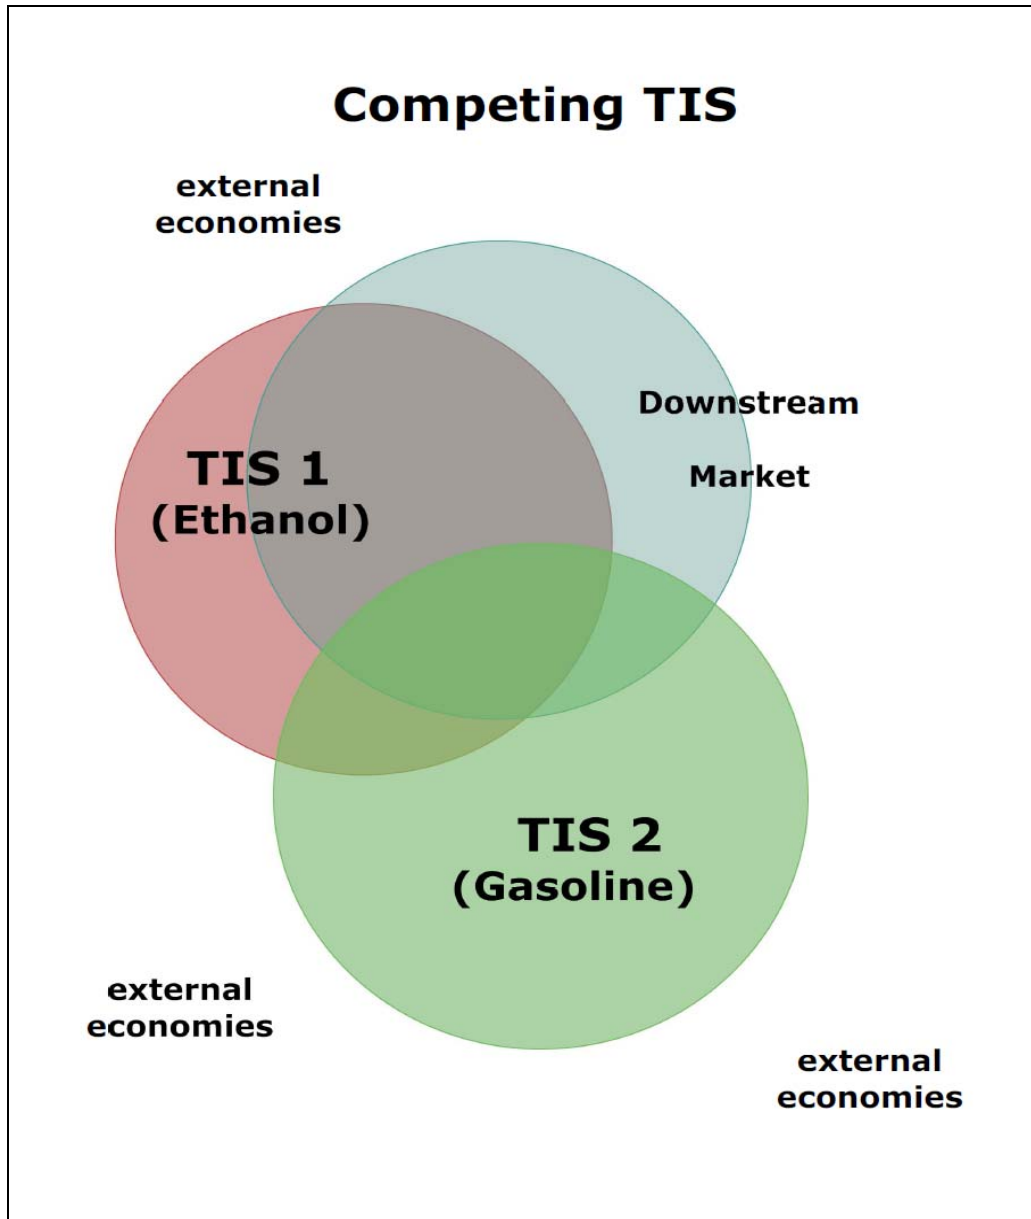 Competing TIS
external
economies
Downstream
Market
TIS 1
(Ethanol)
TIS 2
(Gasoline)
external
economies
external
economies